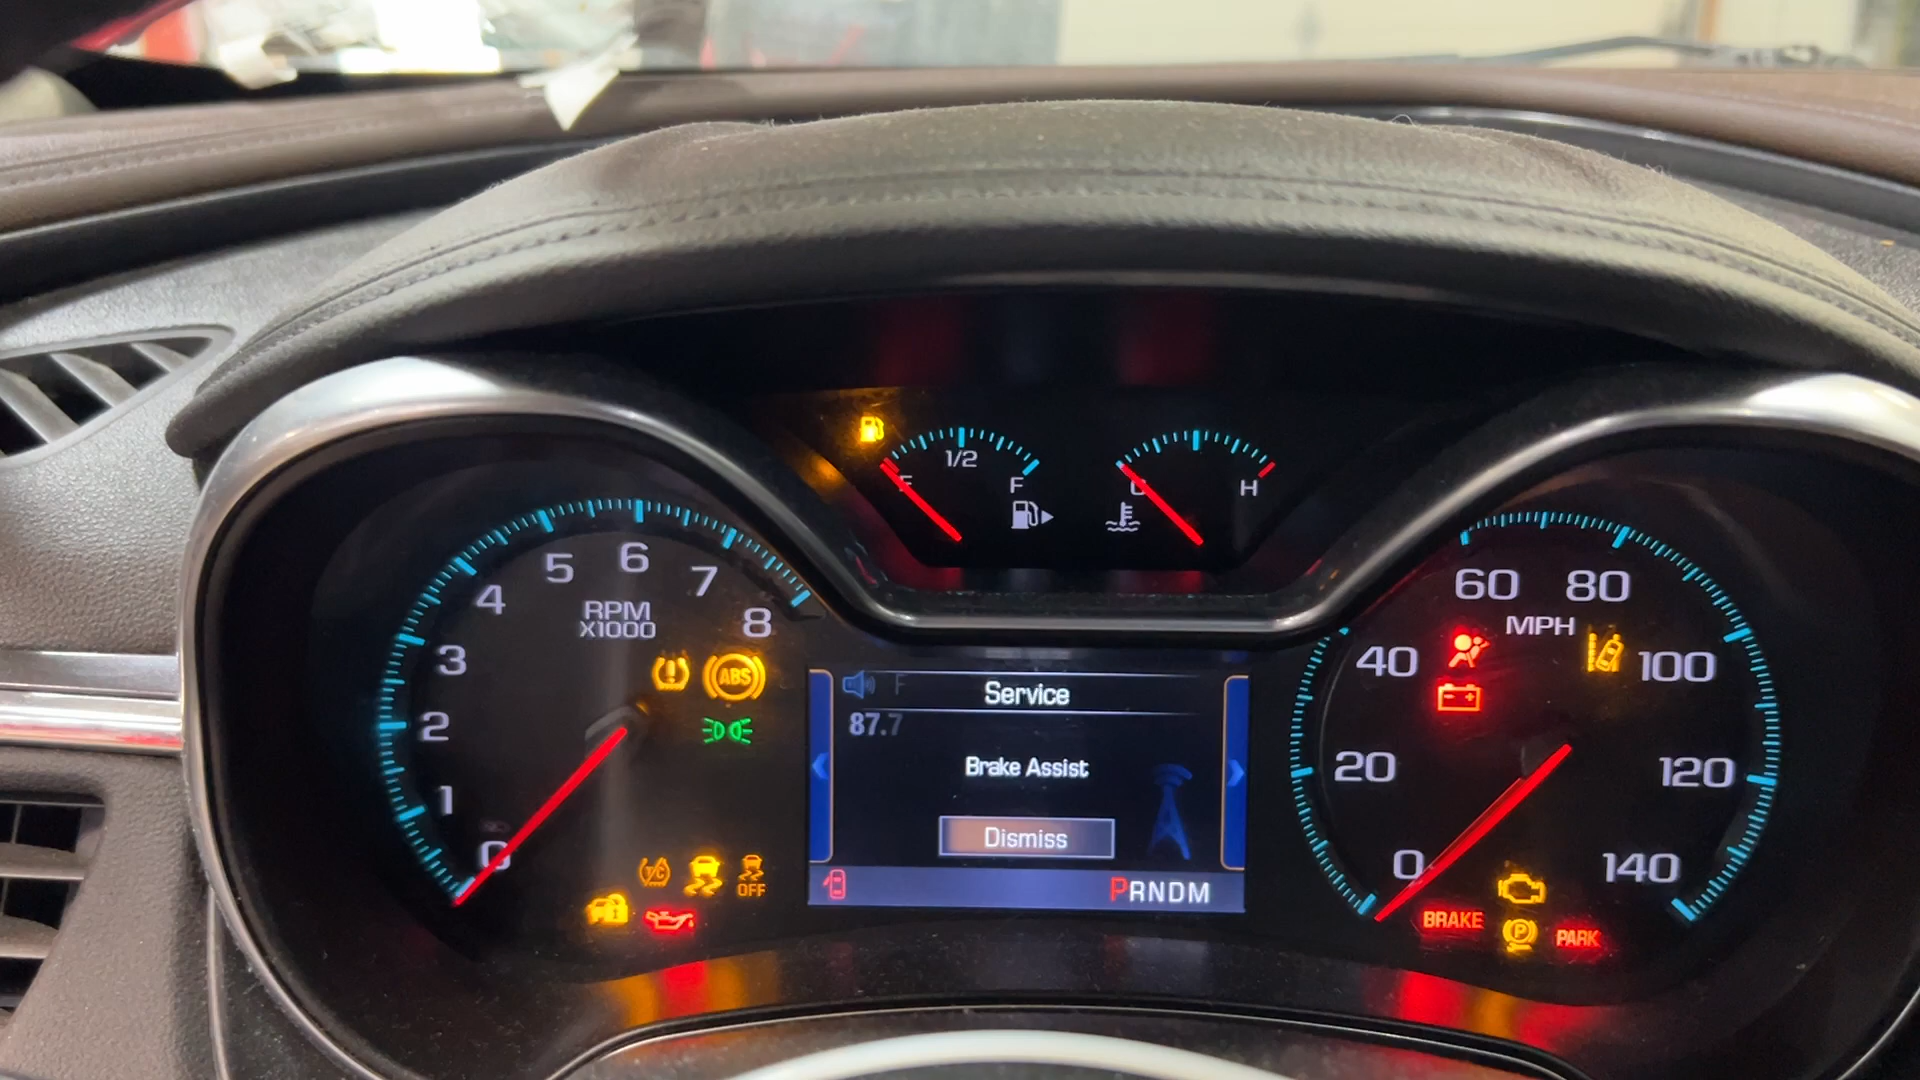 1/2
E
F
C
H
8
7
6
5
4
3
2
1
0
RPM
X1000
ABS
T/C
OFF
F
87.7
Service
Brake Assist
Dismiss
PRNDM
0
20
40
60
80
100
120
140
MPH
BRAKE
P
PARK